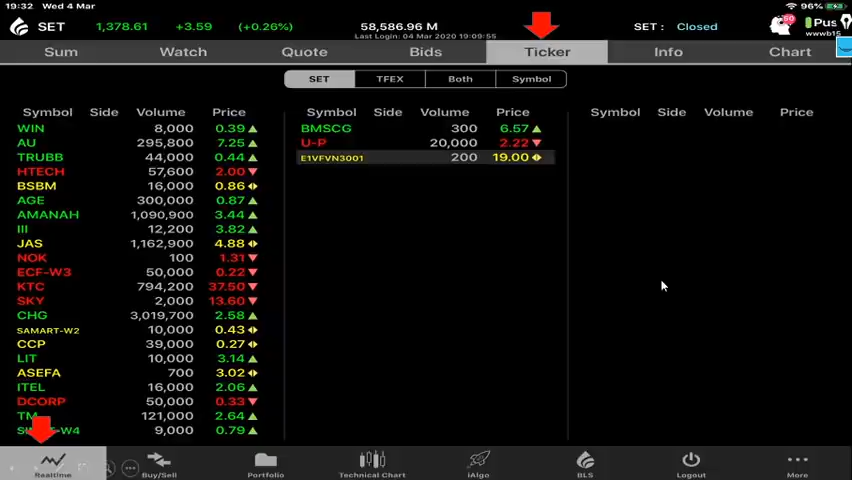 19:32 Wed 4 Mar 96%
SET 1,378.61 +3.59 (+0.26%) 58,586.96 M SET : Closed 50 Pus
Last Login: 04 Mar 2020 19:09:55 wwwb15
Sum Watch Quote Bids Ticker Info Chart
SET TFEX Both Symbol
Symbol Side Volume Price
WIN 8,000 0.39
AU 295,800 7.25
TRUBB 44,000 0.44
HTECH 57,600 2.00
BSBM 16,000 0.86
AGE 300,000 0.87
AMANAH 1,090,900 3.44
III 12,200 3.82
JAS 1,162,900 4.88
NOK 100 1.31
ECF-W3 50,000 0.22
KTC 794,200 37.50
SKY 2,000 13.60
CHG 3,019,700 2.58
SAMART-W2 10,000 0.43
CCP 39,000 0.27
LIT 10,000 3.14
ASEFA 700 3.02
ITEL 16,000 2.06
DCORP 50,000 0.33
TM 121,000 2.64
9,000 0.79
Symbol Side Volume Price
BMSCG 300 6.57
U-P 20,000 2.22
E1VFVN3001 200 19.00
Symbol Side Volume Price
Realtime Buy/Sell Portfolio Technical Chart iAlgo BLS Logout More